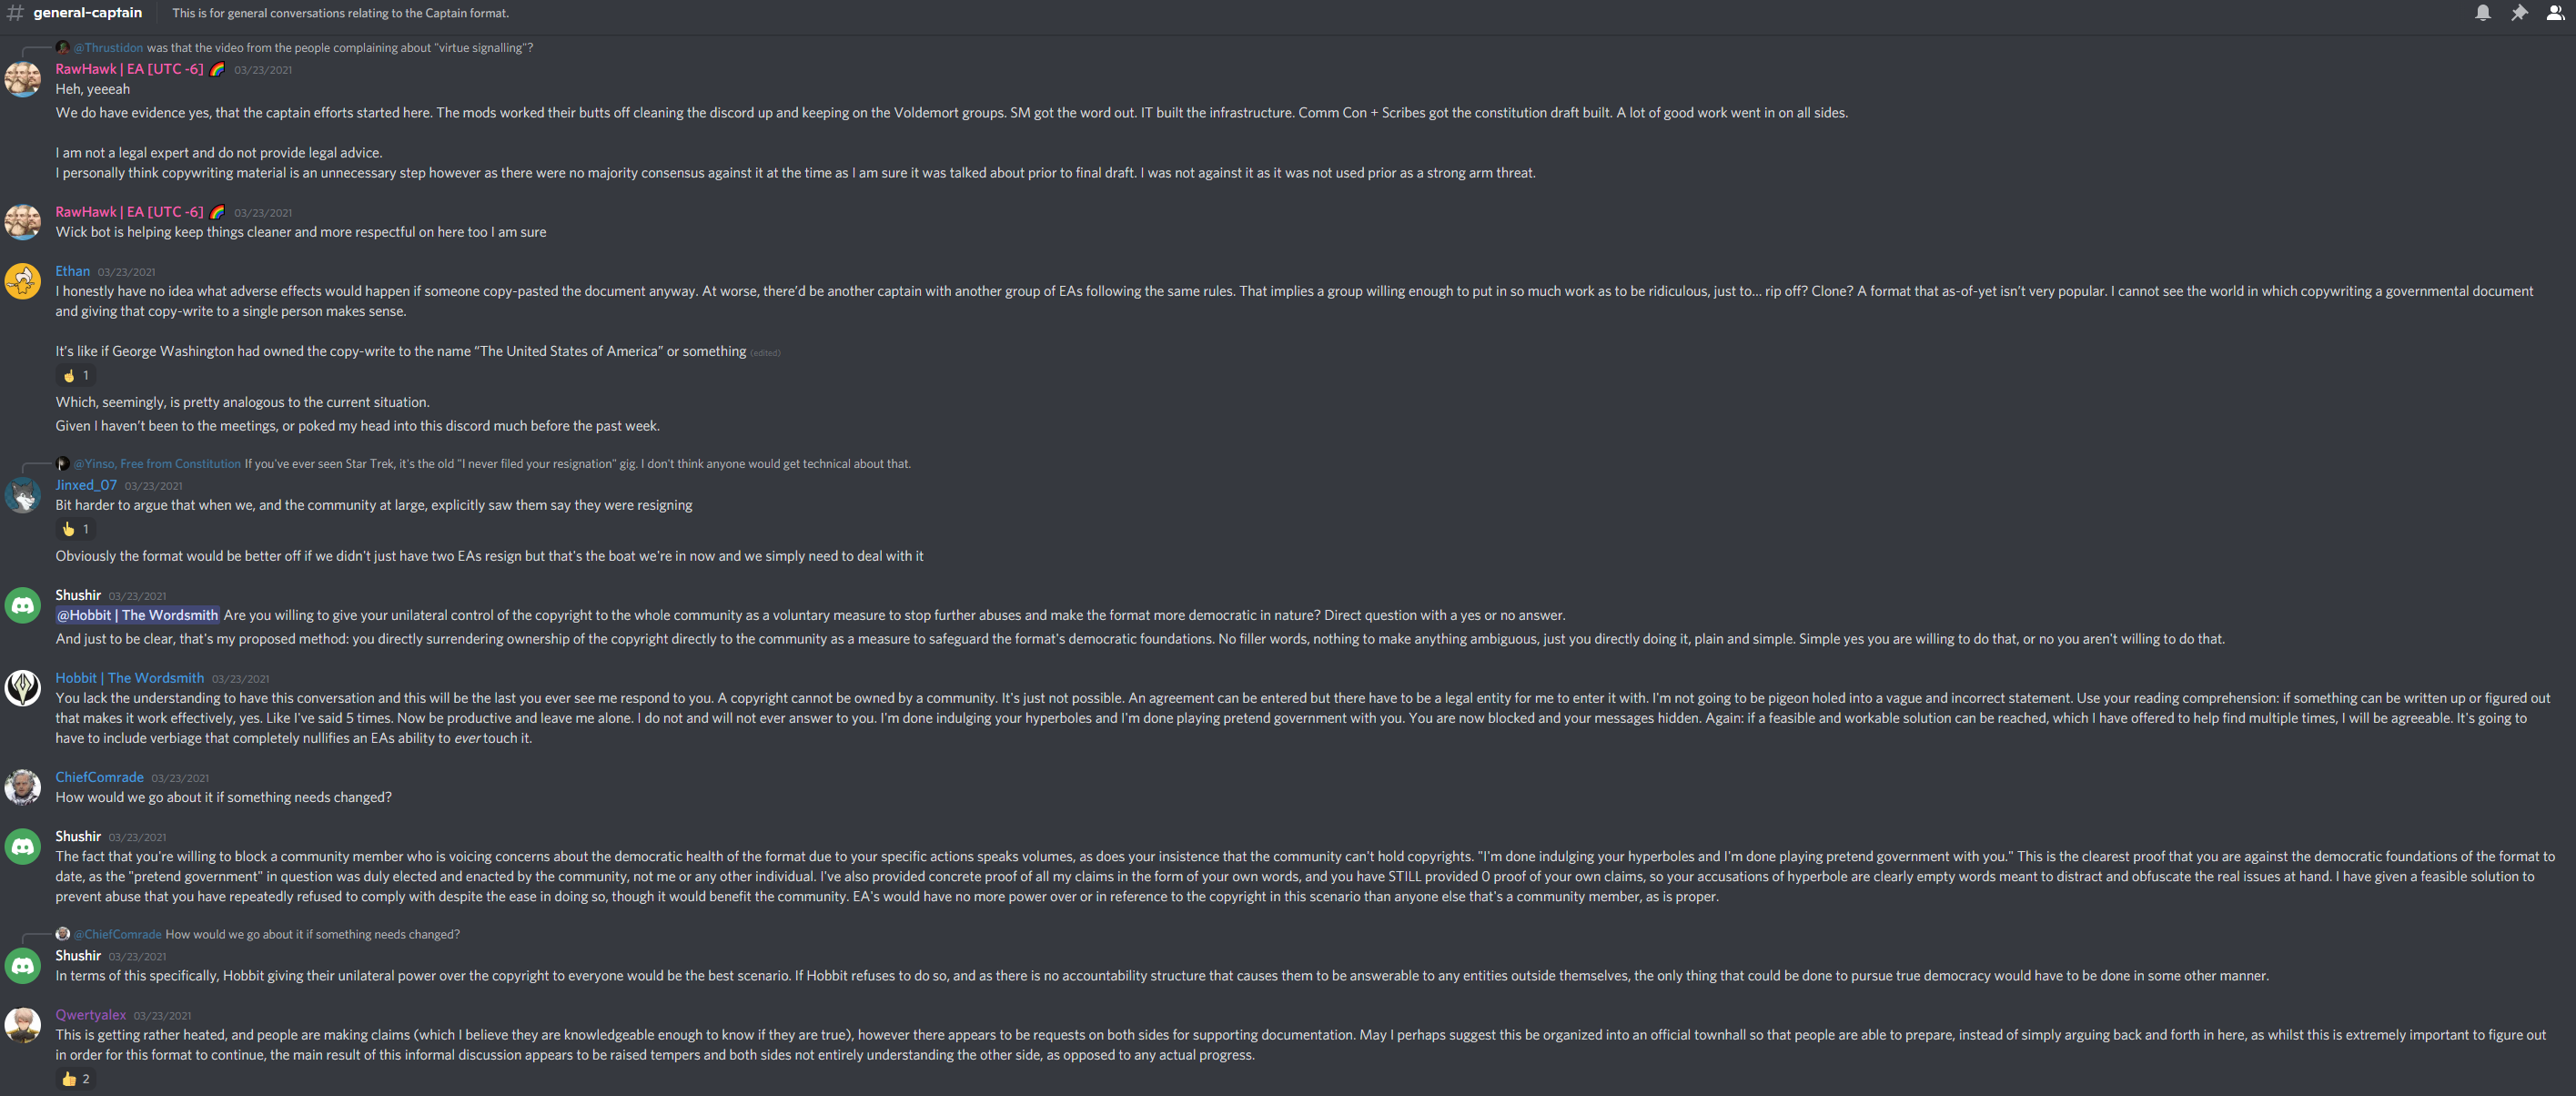 # general-captain This is for general conversations relating to the Captain format.
@Thrustidon was that the video from the people complaining about "virtue signalling"?
RawHawk | EA [UTC -6] 03/23/2021
Heh, yeeeah
We do have evidence yes, that the captain efforts started here. The mods worked their butts off cleaning the discord up and keeping on the Voldemort groups. SM got the word out. IT built the infrastructure. Comm Con + Scribes got the constitution draft built. A lot of good work went in on all sides.
I am not a legal expert and do not provide legal advice.
I personally think copywriting material is an unnecessary step however as there were no majority consensus against it at the time as I am sure it was talked about prior to final draft. I was not against it as it was not used prior as a strong arm threat.
RawHawk | EA [UTC -6] 03/23/2021
Wick bot is helping keep things cleaner and more respectful on here too I am sure
Ethan 03/23/2021
I honestly have no idea what adverse effects would happen if someone copy-pasted the document anyway. At worse, there'd be another captain with another group of EAs following the same rules. That implies a group willing enough to put in so much work as to be ridiculous, just to... rip off? Clone? A format that as-of-yet isn't very popular. I cannot see the world in which copywriting a governmental document
and giving that copy-write to a single person makes sense.
It's like if George Washington had owned the copy-write to the name “The United States of America” or something (edited)
1
Which, seemingly, is pretty analogous to the current situation.
Given I haven't been to the meetings, or poked my head into this discord much before the past week.
@Yinso, Free from Constitution If you've ever seen Star Trek, it's the old "I never filed your resignation" gig. I don't think anyone would get technical about that.
Jinxed_07 03/23/2021
Bit harder to argue that when we, and the community at large, explicitly saw them say they were resigning
1
Obviously the format would be better off if we didn't just have two EAs resign but that's the boat we're in now and we simply need to deal with it
Shushir 03/23/2021
@Hobbit | The Wordsmith Are you willing to give your unilateral control of the copyright to the whole community as a voluntary measure to stop further abuses and make the format more democratic in nature? Direct question with a yes or no answer.
And just to be clear, that's my proposed method: you directly surrendering ownership of the copyright directly to the community as a measure to safeguard the format's democratic foundations. No filler words, nothing to make anything ambiguous, just you directly doing it, plain and simple. Simple yes you are willing to do that, or no you aren't willing to do that.
Hobbit | The Wordsmith 03/23/2021
You lack the understanding to have this conversation and this will be the last you ever see me respond to you. A copyright cannot be owned by a community. It's just not possible. An agreement can be entered but there have to be a legal entity for me to enter it with. I'm not going to be pigeon holed into a vague and incorrect statement. Use your reading comprehension: if something can be written up or figured out
that makes it work effectively, yes. Like I've said 5 times. Now be productive and leave me alone. I do not and will not ever answer to you. I'm done indulging your hyperboles and I'm done playing pretend government with you. You are now blocked and your messages hidden. Again: if a feasible and workable solution can be reached, which I have offered to help find multiple times, I will be agreeable. It's going to
have to include verbiage that completely nullifies an EAs ability to ever touch it.
ChiefComrade 03/23/2021
How would we go about it if something needs changed?
Shushir 03/23/2021
The fact that you're willing to block a community member who is voicing concerns about the democratic health of the format due to your specific actions speaks volumes, as does your insistence that the community can't hold copyrights. "I'm done indulging your hyperboles and I'm done playing pretend government with you." This is the clearest proof that you are against the democratic foundations of the format to
date, as the "pretend government" in question was duly elected and enacted by the community, not me or any other individual. I've also provided concrete proof of all my claims in the form of your own words, and you have STILL provided 0 proof of your own claims, so your accusations of hyperbole are clearly empty words meant to distract and obfuscate the real issues at hand. I have given a feasible solution to
prevent abuse that you have repeatedly refused to comply with despite the ease in doing so, though it would benefit the community. EA's would have no more power over or in reference to the copyright in this scenario than anyone else that's a community member, as is proper.
@ChiefComrade How would we go about it if something needs changed?
Shushir 03/23/2021
In terms of this specifically, Hobbit giving their unilateral power over the copyright to everyone would be the best scenario. If Hobbit refuses to do so, and as there is no accountability structure that causes them to be answerable to any entities outside themselves, the only thing that could be done to pursue true democracy would have to be done in some other manner.
Qwertyalex 03/23/2021
This is getting rather heated, and people are making claims (which I believe they are knowledgeable enough to know if they are true), however there appears to be requests on both sides for supporting documentation. May I perhaps suggest this be organized into an official townhall so that people are able to prepare, instead of simply arguing back and forth in here, as whilst this is extremely important to figure out
in order for this format to continue, the main result of this informal discussion appears to be raised tempers and both sides not entirely understanding the other side, as opposed to any actual progress.
2